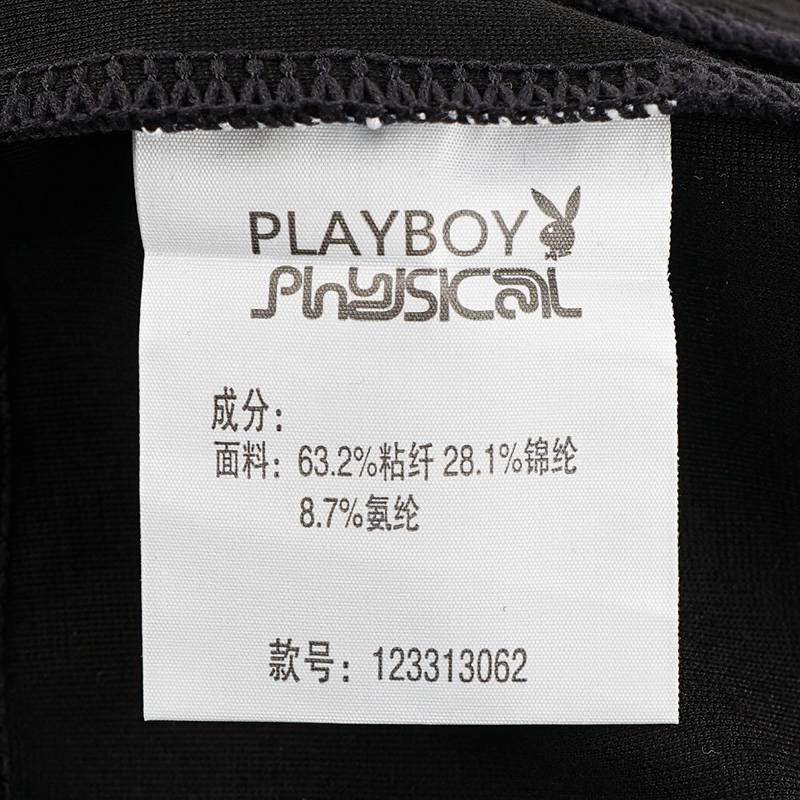 PLAYBOY
Physical
成分：
面料：63.2%粘纤 28.1%锦纶
8.7%氨纶
款号：123313062